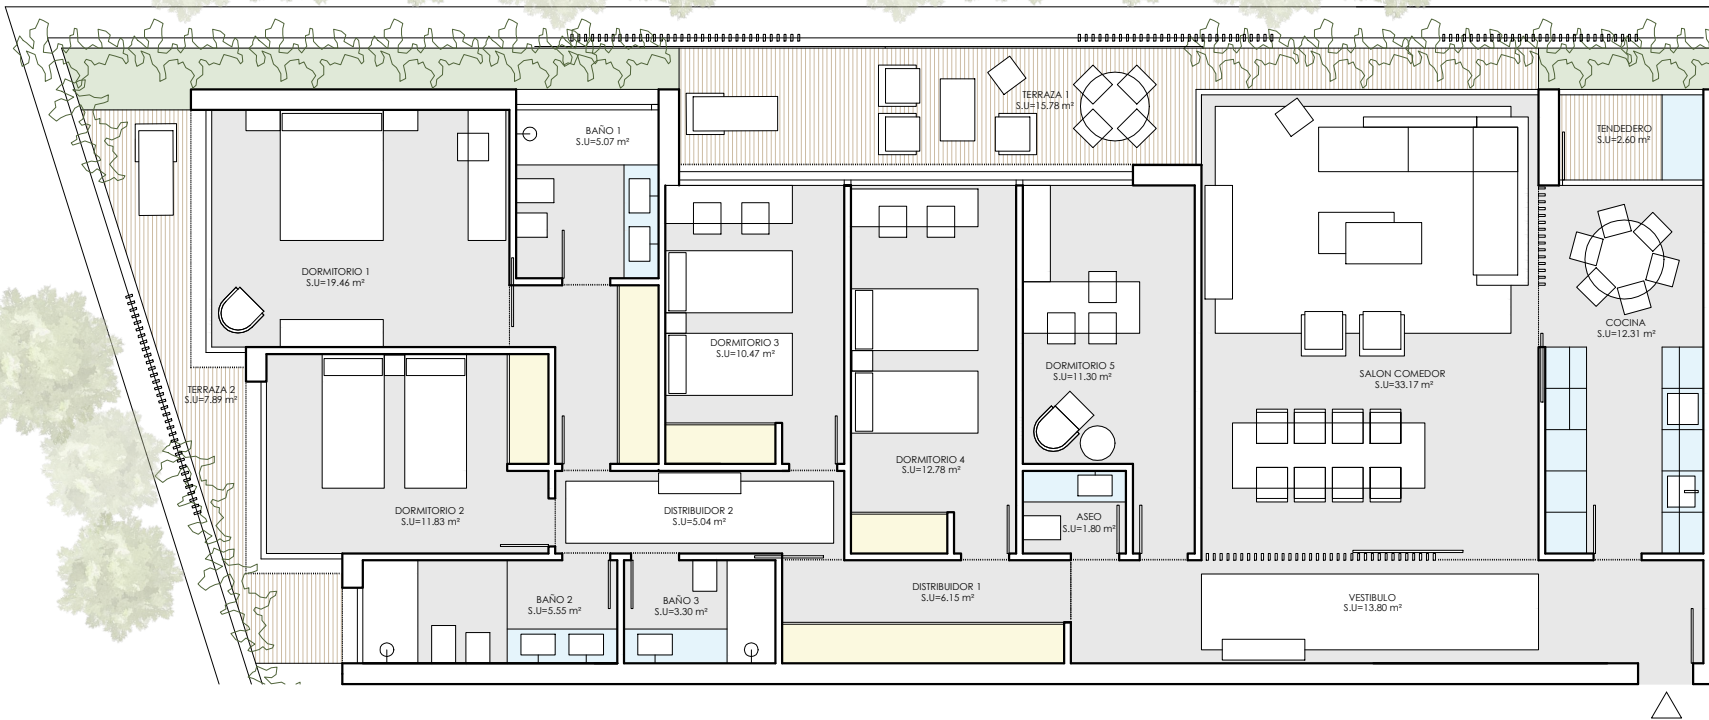 TERRAZA 1
S.U=15.78 m²
BAÑO 1
S.U=5.07 m²
TENDEDERO
S.U=2.60 m²
DORMITORIO 1
S.U=19.46 m²
DORMITORIO 3
S.U=10.47 m²
COCINA
S.U=12.31 m²
DORMITORIO 5
S.U=11.30 m²
SALON COMEDOR
S.U=33.17 m²
TERRAZA 2
S.U=7.89 m²
DORMITORIO 4
S.U=12.78 m²
DORMITORIO 2
S.U=11.83 m²
DISTRIBUIDOR 2
S.U=5.04 m²
ASEO
S.U=1.80 m²
DISTRIBUIDOR 1
S.U=6.15 m²
BAÑO 2
S.U=5.55 m²
BAÑO 3
S.U=3.30 m²
VESTIBULO
S.U=13.80 m²